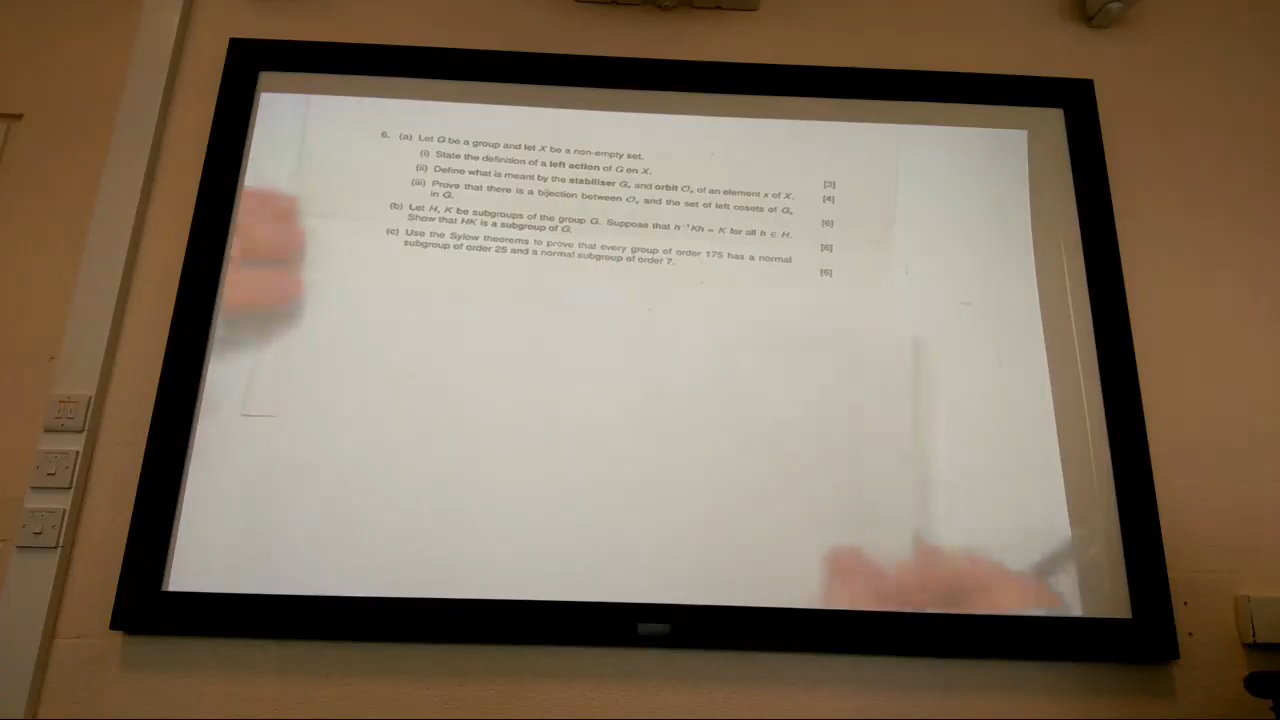 6. (a) Let G be a group and let X be a non-empty set.
(i) State the definition of a left action of G on X. [3]
(ii) Define what is meant by the stabiliser Gₓ and orbit 𝒪ₓ of an element x of X. [4]
(iii) Prove that there is a bijection between 𝒪ₓ and the set of left cosets of Gₓ
in G. [6]
(b) Let H, K be subgroups of the group G. Suppose that h⁻¹Kh = K for all h ∈ H.
Show that HK is a subgroup of G. [6]
(c) Use the Sylow theorems to prove that every group of order 175 has a normal
subgroup of order 25 and a normal subgroup of order 7. [6]